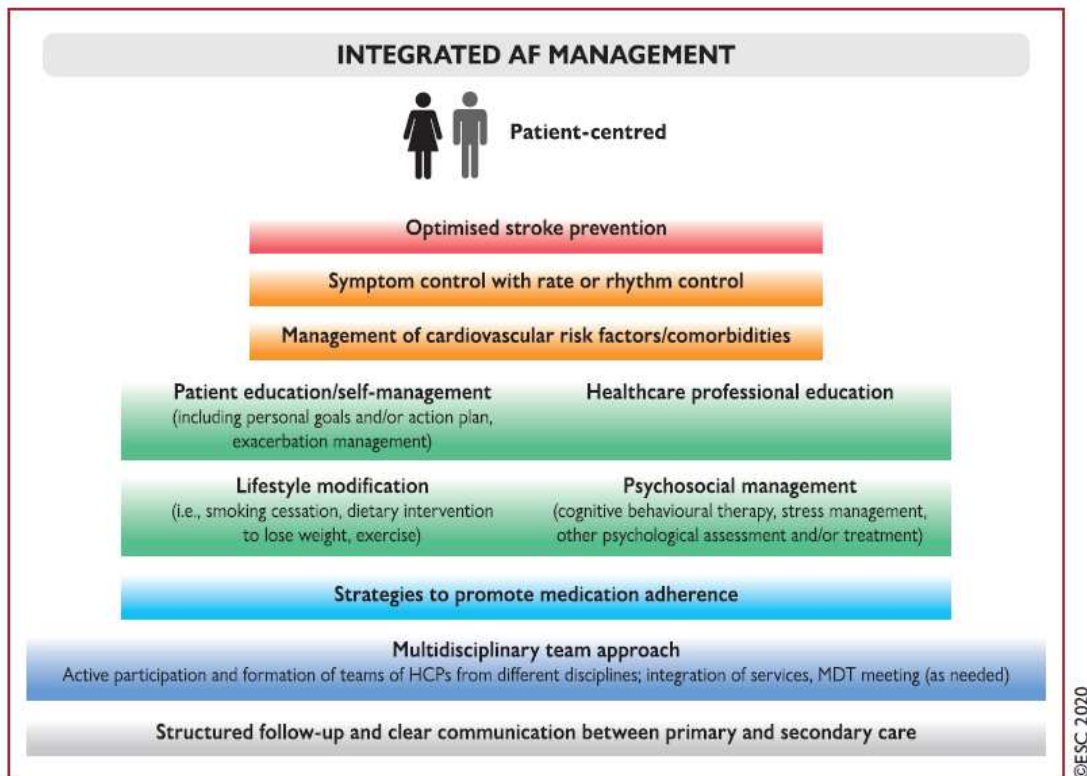 INTEGRATED AF MANAGEMENT
Patient-centred
Optimised stroke prevention
Symptom control with rate or rhythm control
Management of cardiovascular risk factors/comorbidities
Patient education/self-management
(including personal goals and/or action plan,
exacerbation management)
Healthcare professional education
Lifestyle modification
(i.e., smoking cessation, dietary intervention
to lose weight, exercise)
Psychosocial management
(cognitive behavioural therapy, stress management,
other psychological assessment and/or treatment)
Strategies to promote medication adherence
Multidisciplinary team approach
Active participation and formation of teams of HCPs from different disciplines; integration of services, MDT meeting (as needed)
Structured follow-up and clear communication between primary and secondary care
©ESC 2020